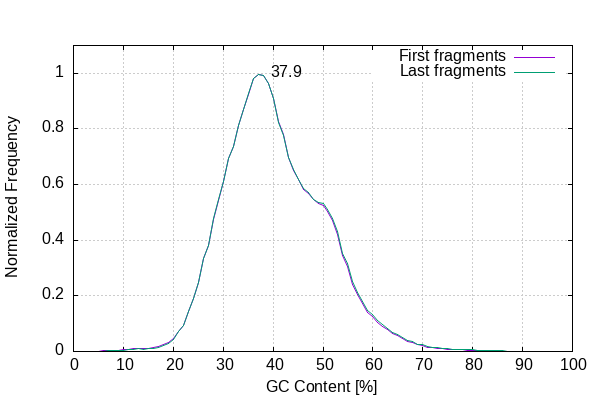 First fragments
Last fragments
37.9
1
0.8
0.6
0.4
0.2
0
Normalized Frequency
0 10 20 30 40 50 60 70 80 90 100
GC Content [%]